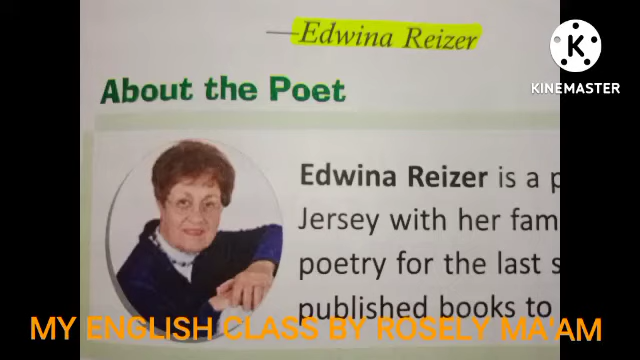 —Edwina Reizer
KINEMASTER
About the Poet
Edwina Reizer is a p
Jersey with her fam
poetry for the last s
published books to
MY ENGLISH CLASS BY ROSELY MA'AM